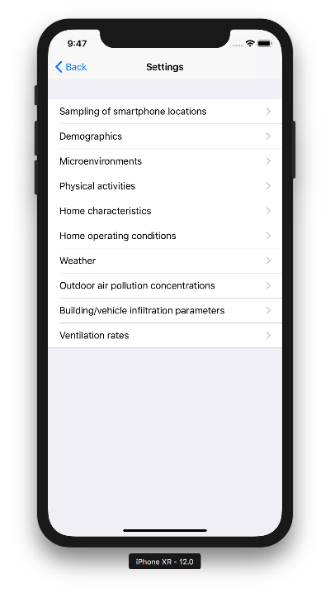 9:47
Back
Settings
Sampling of smartphone locations
Demographics
Microenvironments
Physical activities
Home characteristics
Home operating conditions
Weather
Outdoor air pollution concentrations
Building/vehicle infiltration parameters
Ventilation rates
iPhone XR - 12.0